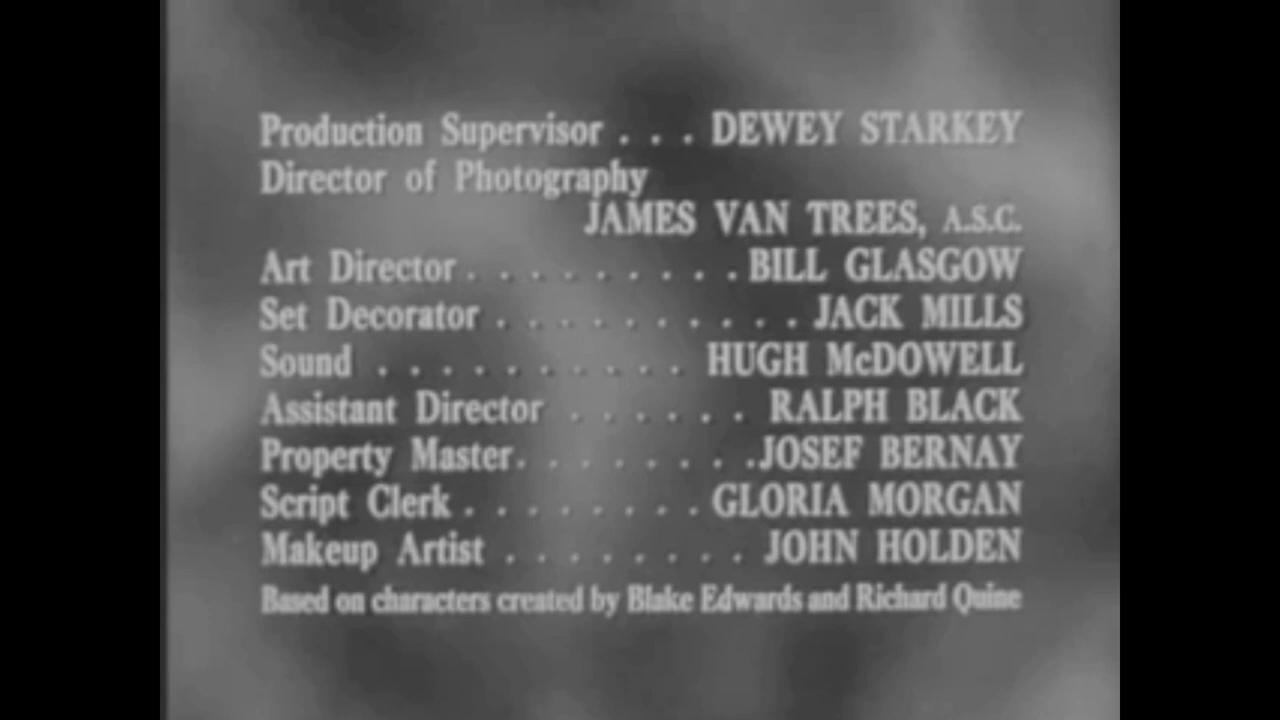 Production Supervisor . . . DEWEY STARKEY
Director of Photography
JAMES VAN TREES, A.S.C.
Art Director . . . . . . . . . BILL GLASGOW
Set Decorator . . . . . . . . . . JACK MILLS
Sound . . . . . . . . . . HUGH McDOWELL
Assistant Director . . . . . . RALPH BLACK
Property Master . . . . . . . . JOSEF BERNAY
Script Clerk . . . . . . . . GLORIA MORGAN
Makeup Artist . . . . . . . . JOHN HOLDEN
Based on characters created by Blake Edwards and Richard Quine